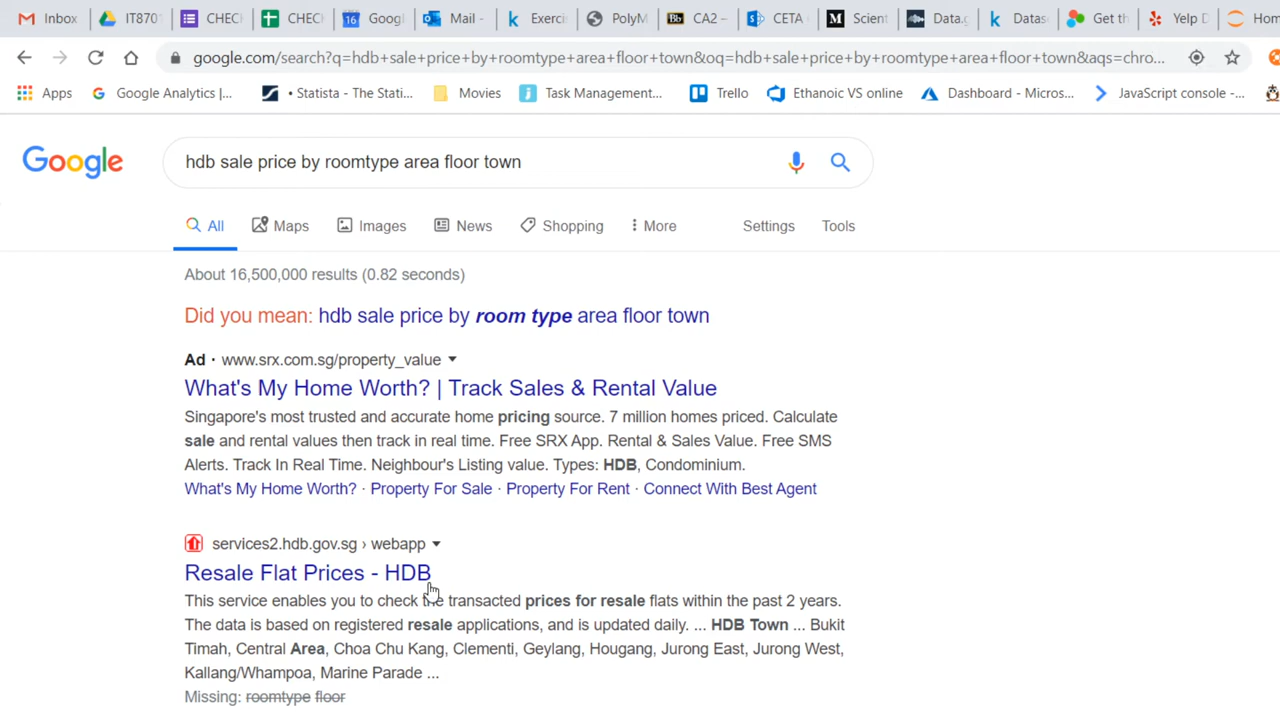 Inbox IT870 CHECK CHECK Googl Mail - Exerci PolyM CA2 – CETA Scient Data.g Datas Get th Yelp D Hom
google.com/search?q=hdb+sale+price+by+roomtype+area+floor+town&oq=hdb+sale+price+by+roomtype+area+floor+town&aqs=chro...
Apps Google Analytics |... • Statista - The Stati... Movies Task Management... Trello Ethanoic VS online Dashboard - Micros... JavaScript console -...
Google hdb sale price by roomtype area floor town
All Maps Images News Shopping More Settings Tools
About 16,500,000 results (0.82 seconds)
Did you mean: hdb sale price by room type area floor town
Ad · www.srx.com.sg/property_value
What's My Home Worth? | Track Sales & Rental Value
Singapore's most trusted and accurate home pricing source. 7 million homes priced. Calculate
sale and rental values then track in real time. Free SRX App. Rental & Sales Value. Free SMS
Alerts. Track In Real Time. Neighbour's Listing value. Types: HDB, Condominium.
What's My Home Worth? · Property For Sale · Property For Rent · Connect With Best Agent
services2.hdb.gov.sg › webapp
Resale Flat Prices - HDB
This service enables you to check the transacted prices for resale flats within the past 2 years.
The data is based on registered resale applications, and is updated daily. ... HDB Town ... Bukit
Timah, Central Area, Choa Chu Kang, Clementi, Geylang, Hougang, Jurong East, Jurong West,
Kallang/Whampoa, Marine Parade ...
Missing: roomtype floor